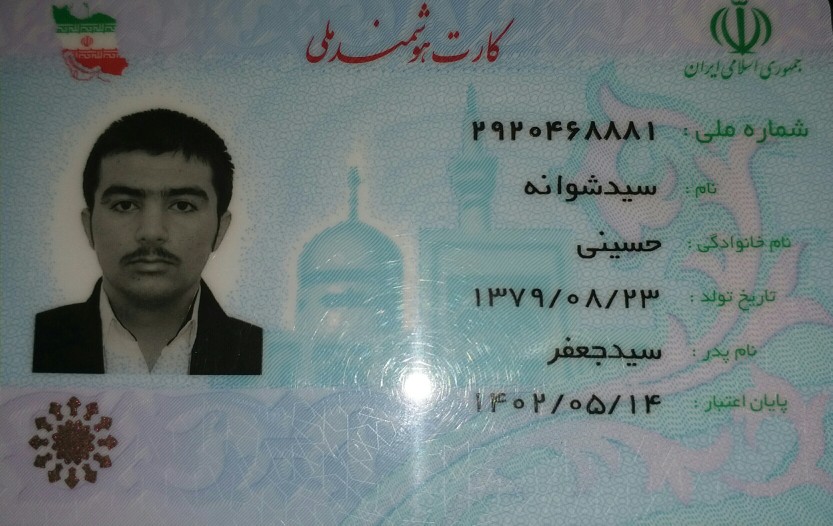 کارت هوشمند ملی
جمهوری اسلامی ایران
شماره ملی : ۲۹۲۰۴۶۸۸۸۱
نام : سیدشوانه
نام خانوادگی : حسینی
تاریخ تولد : ۱۳۷۹/۰۸/۲۳
نام پدر : سیدجعفر
پایان اعتبار : ۱۴۰۲/۰۵/۱۴